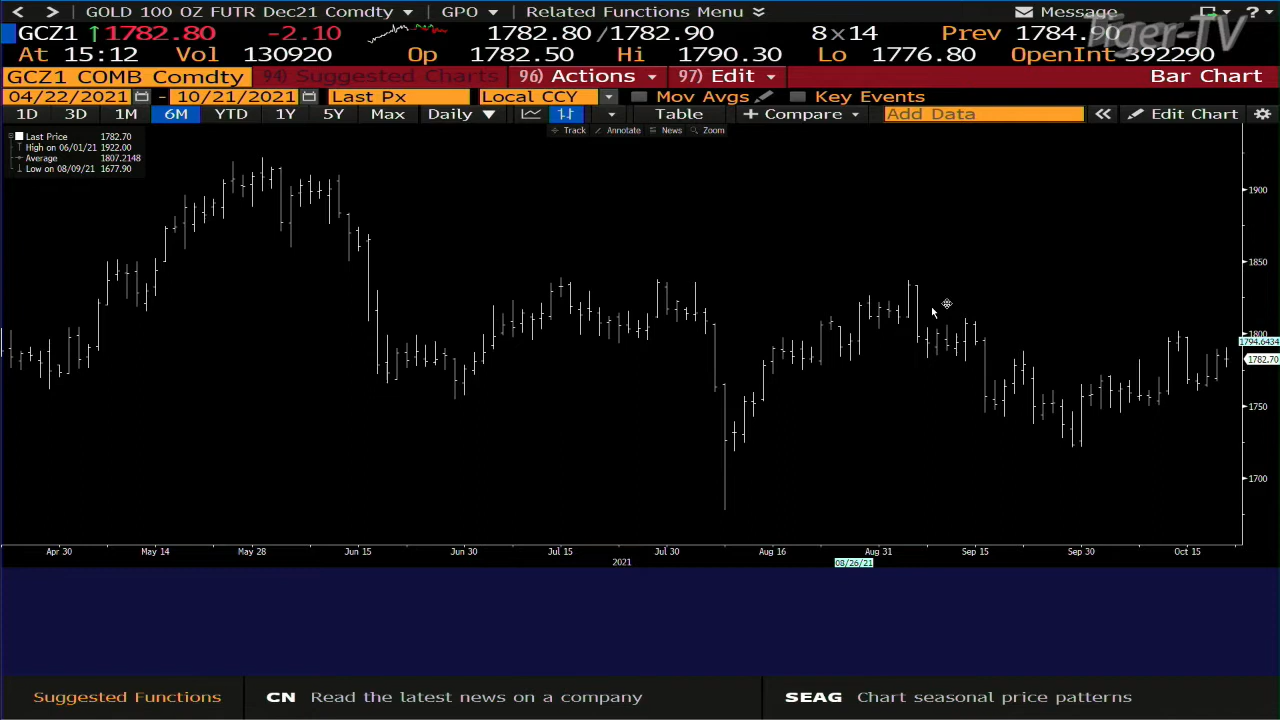 < > GOLD 100 OZ FUTR Dec21 Comdty GPO Related Functions Menu Message ?
GCZ1 ↑1782.80 -2.10 1782.80/1782.90 8×14 Prev 1784.90
At 15:12 Vol 130920 Op 1782.50 Hi 1790.30 Lo 1776.80 OpenInt 392290
Tiger-TV
GCZ1 COMB Comdty 94) Suggested Charts 96) Actions 97) Edit Bar Chart
04/22/2021 - 10/21/2021 Last Px Local CCY Mov Avgs Key Events
1D 3D 1M 6M YTD 1Y 5Y Max Daily Table + Compare Add Data « Edit Chart
Track Annotate News Zoom
Last Price 1782.70
High on 06/01/21 1922.00
Average 1807.2148
Low on 08/09/21 1677.90
1900
1850
1800
1794.6434
1782.70
1750
1700
Apr 30 May 14 May 28 Jun 15 Jun 30 Jul 15 Jul 30 Aug 16 Aug 31 Sep 15 Sep 30 Oct 15
2021 08/26/21
Suggested Functions CN Read the latest news on a company SEAG Chart seasonal price patterns